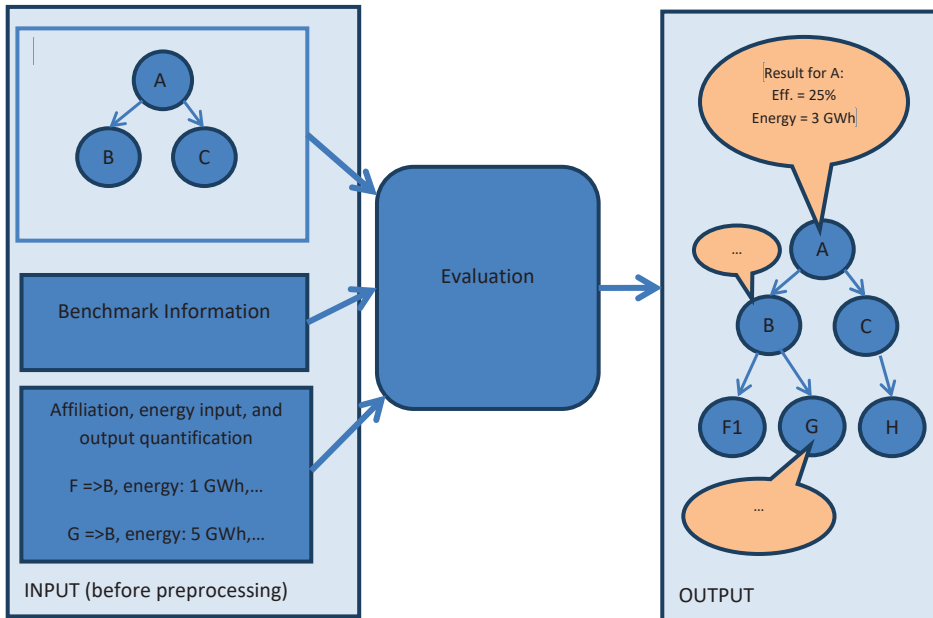 A
B
C
Benchmark Information
Affiliation, energy input, and
output quantification
F =>B, energy: 1 GWh,...
G =>B, energy: 5 GWh,...
INPUT (before preprocessing)
Evaluation
Result for A:
Eff. = 25%
Energy = 3 GWh
...
A
B
C
F1
G
H
...
OUTPUT